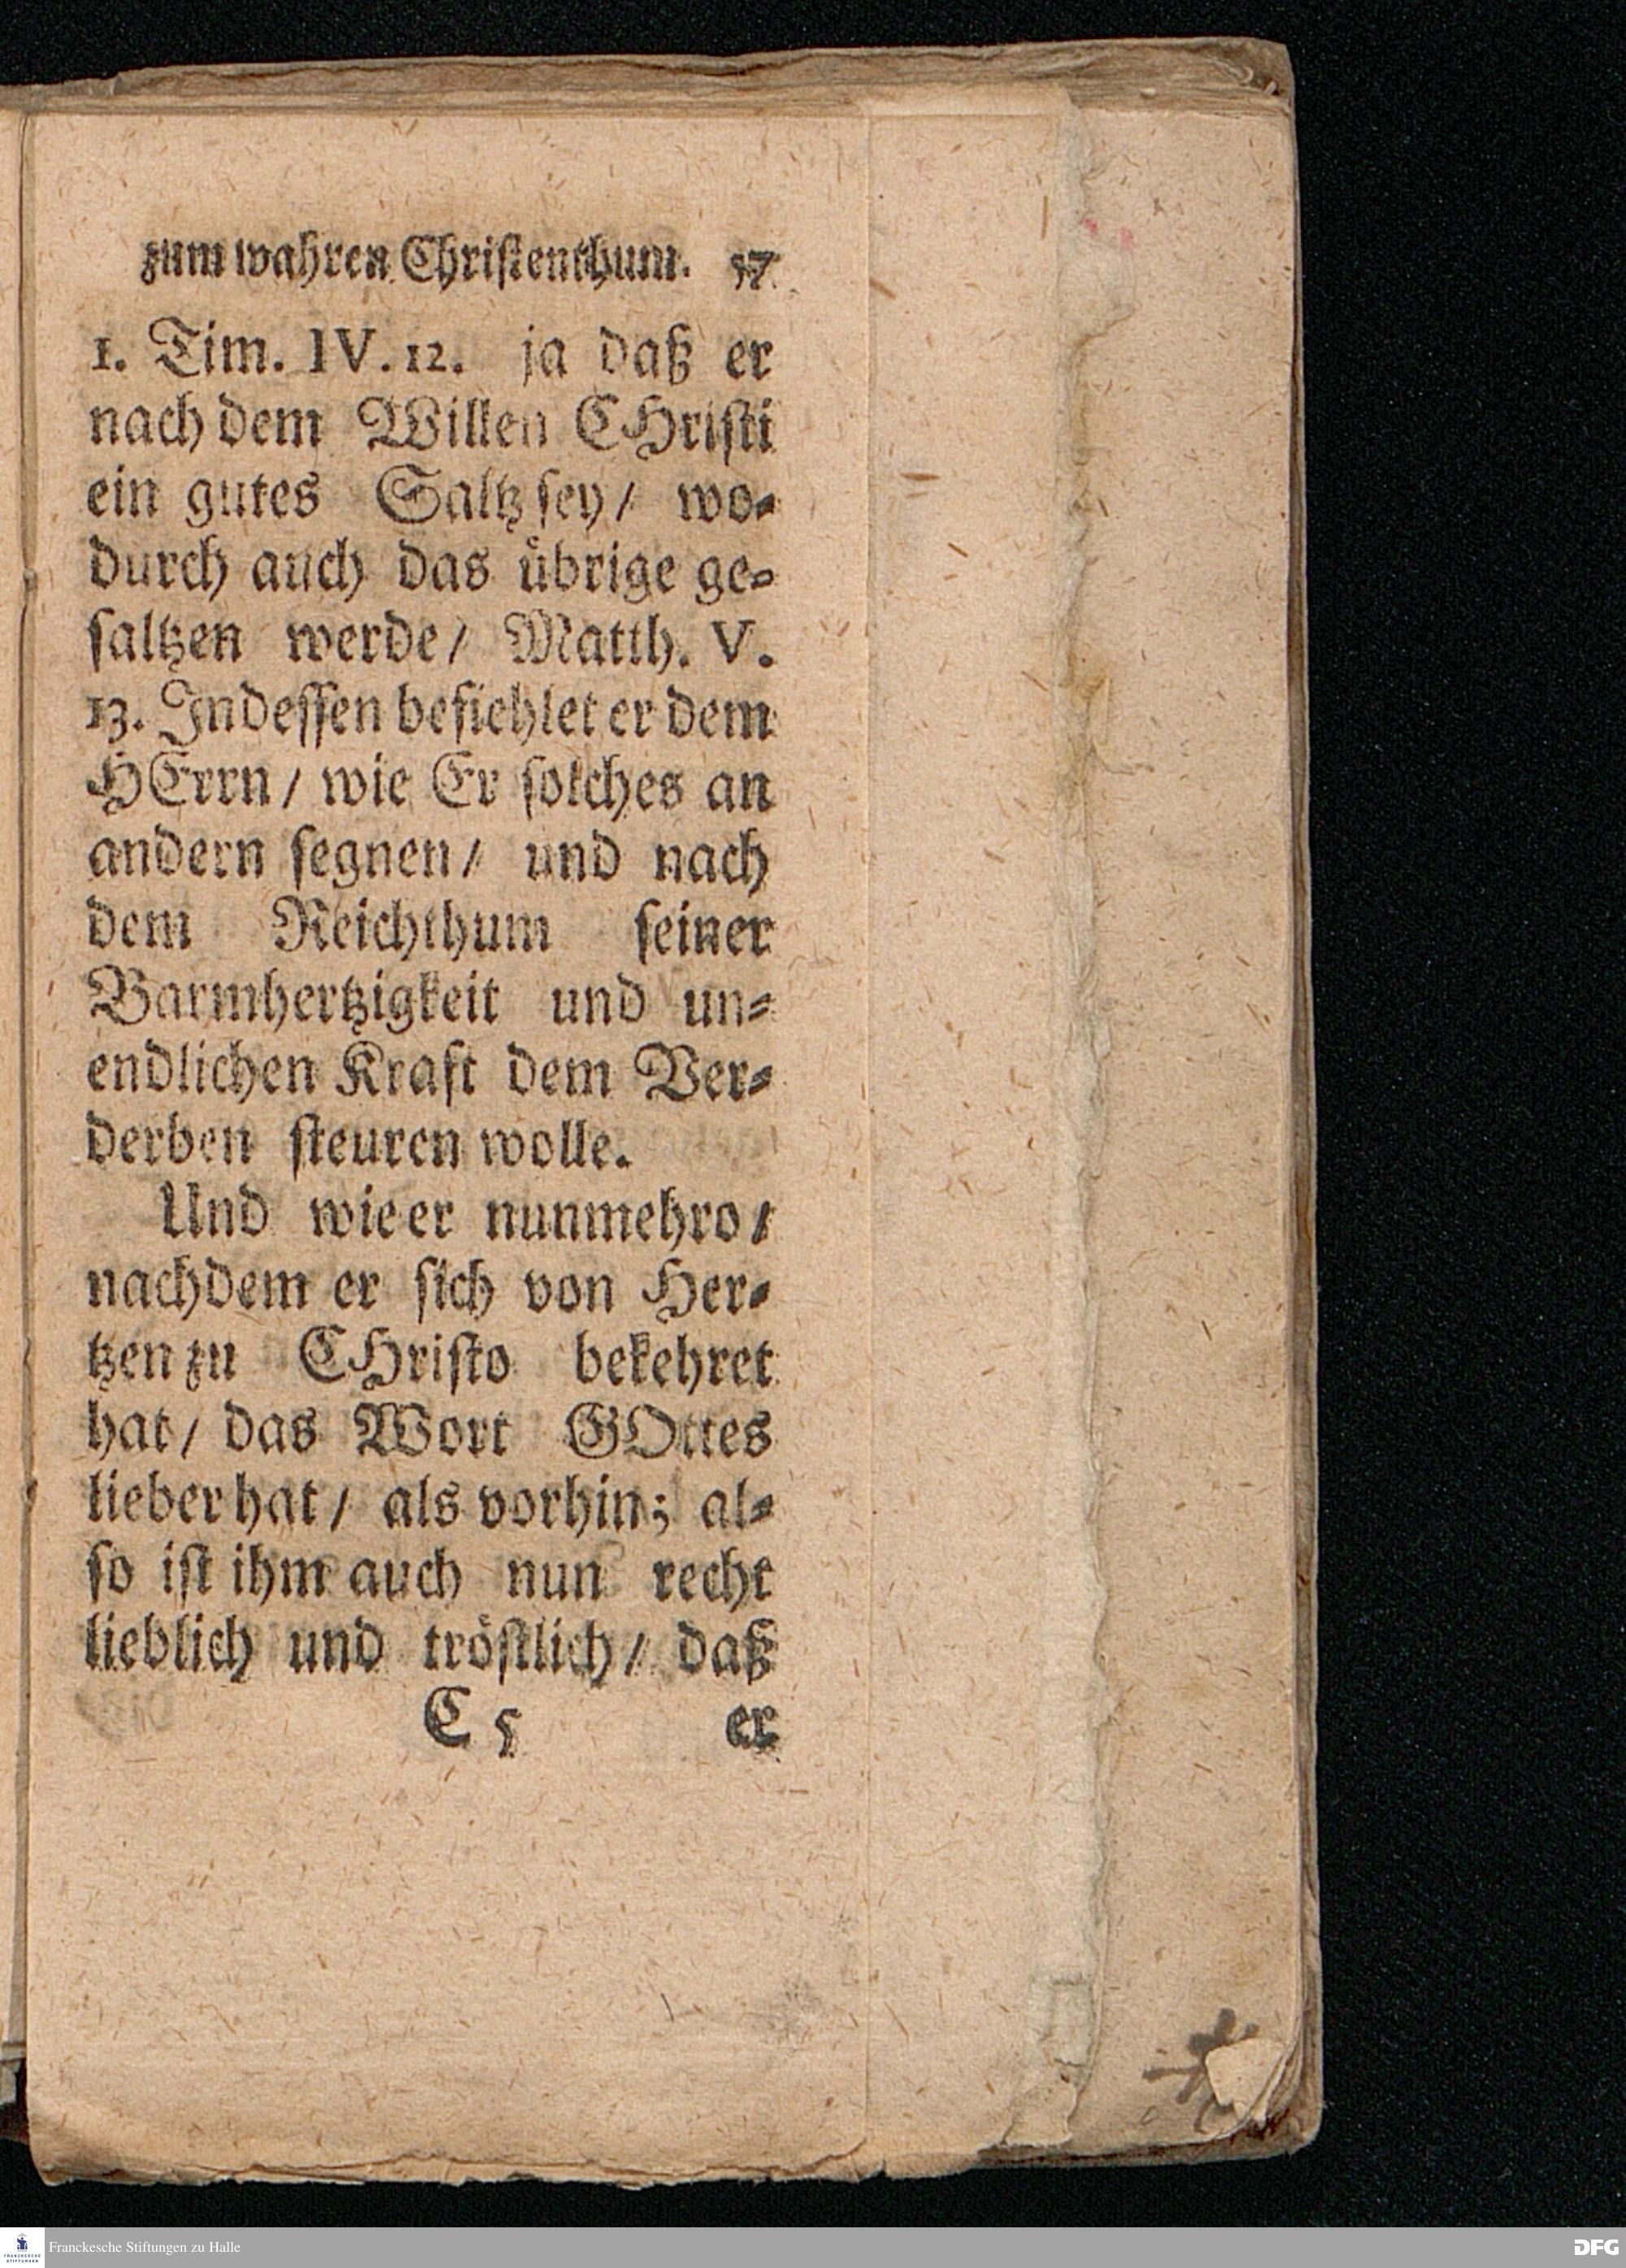 zum wahren Christenthum. 57
1. Tim. IV. 12. ja daß er
nach dem Willen CHristi
ein gutes Saltz sey / wo-
durch auch das übrige ge-
saltzen werde / Matth. V.
13. Indessen befiehlet er dem
HErrn / wie Er solches an
andern segnen / und nach
dem Reichthum seiner
Barmhertzigkeit und un-
endlichen Kraft dem Ver-
derben steuren wolle.
Und wie er nunmehro /
nachdem er sich von Her-
tzen zu CHristo bekehret
hat / das Wort GOttes
lieber hat / als vorhin; al-
so ist ihm auch nun recht
lieblich und tröstlich / daß
C 5 er
Franckesche Stiftungen zu Halle
DFG